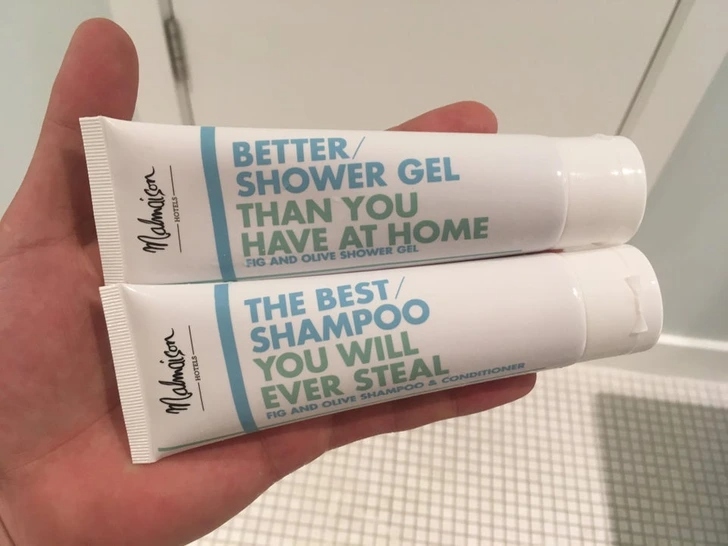 Malmaison
HOTELS
BETTER/
SHOWER GEL
THAN YOU
HAVE AT HOME
FIG AND OLIVE SHOWER GEL
Malmaison
HOTELS
THE BEST/
SHAMPOO
YOU WILL
EVER STEAL
FIG AND OLIVE SHAMPOO & CONDITIONER